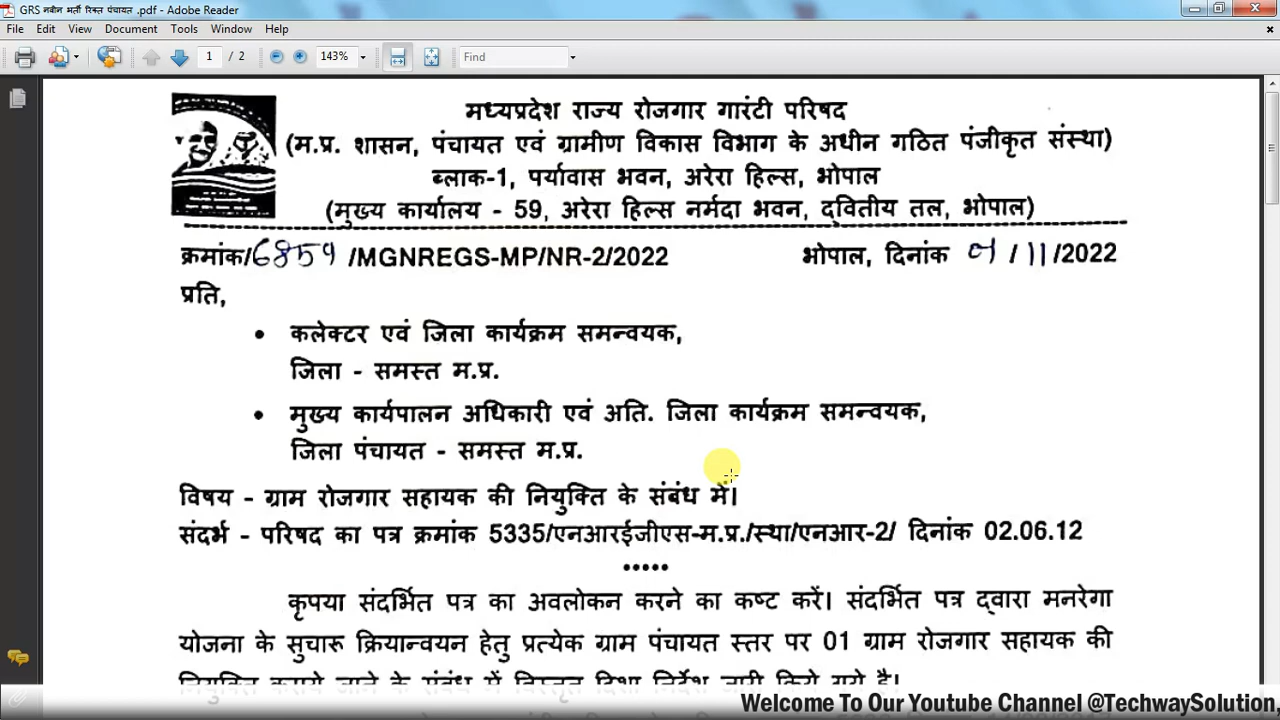 GRS नवीन भर्ती रिक्त पंचायत .pdf - Adobe Reader
File Edit View Document Tools Window Help
1 / 2 143% Find
मध्यप्रदेश राज्य रोजगार गारंटी परिषद
(म.प्र. शासन, पंचायत एवं ग्रामीण विकास विभाग के अधीन गठित पंजीकृत संस्था)
ब्लाक-1, पर्यावास भवन, अरेरा हिल्स, भोपाल
(मुख्य कार्यालय - 59, अरेरा हिल्स नर्मदा भवन, द्वितीय तल, भोपाल)
क्रमांक/6859 /MGNREGS-MP/NR-2/2022 भोपाल, दिनांक 01 /11/2022
प्रति,
• कलेक्टर एवं जिला कार्यक्रम समन्वयक,
जिला - समस्त म.प्र.
• मुख्य कार्यपालन अधिकारी एवं अति. जिला कार्यक्रम समन्वयक,
जिला पंचायत - समस्त म.प्र.
विषय - ग्राम रोजगार सहायक की नियुक्ति के संबंध में।
संदर्भ - परिषद का पत्र क्रमांक 5335/एनआरईजीएस-म.प्र./स्था/एनआर-2/ दिनांक 02.06.12
•••••
कृपया संदर्भित पत्र का अवलोकन करने का कष्ट करें। संदर्भित पत्र द्वारा मनरेगा
योजना के सुचारू क्रियान्वयन हेतु प्रत्येक ग्राम पंचायत स्तर पर 01 ग्राम रोजगार सहायक की
नियुक्ति कराये जाने के संबंध में विस्तृत दिशा निर्देश जारी किये गये है।
Welcome To Our Youtube Channel @TechwaySolution,